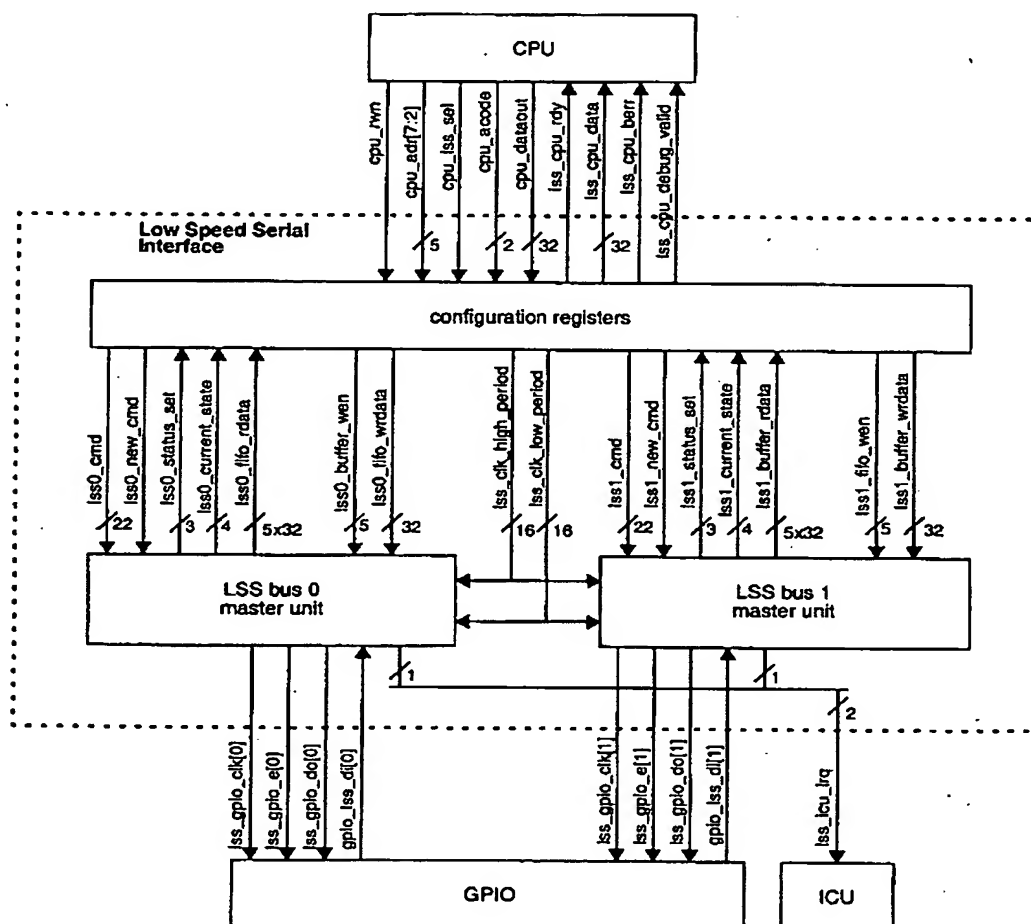 CPU
cpu_rwn
cpu_adr[7:2]
cpu_lss_sel
cpu_acode
cpu_dataout
lss_cpu_rdy
lss_cpu_data
lss_cpu_berr
lss_cpu_debug_valid
Low Speed Serial
Interface
5
2
32
32
configuration registers
lss0_cmd
lss0_new_cmd
lss0_status_set
lss0_current_state
lss0_fifo_rdata
lss0_buffer_wen
lss0_fifo_wrdata
lss_clk_high_period
lss_clk_low_period
lss1_cmd
lss1_new_cmd
lss1_status_set
lss1_current_state
lss1_buffer_rdata
lss1_fifo_wen
lss1_buffer_wrdata
22
3
4
5x32
5
32
16
16
22
3
4
5x32
5
32
LSS bus 0
master unit
LSS bus 1
master unit
1
1
2
lss_gpio_clk[0]
lss_gpio_e[0]
lss_gpio_do[0]
gpio_lss_di[0]
lss_gpio_clk[1]
lss_gpio_e[1]
lss_gpio_do[1]
gpio_lss_di[1]
lss_icu_irq
GPIO
ICU